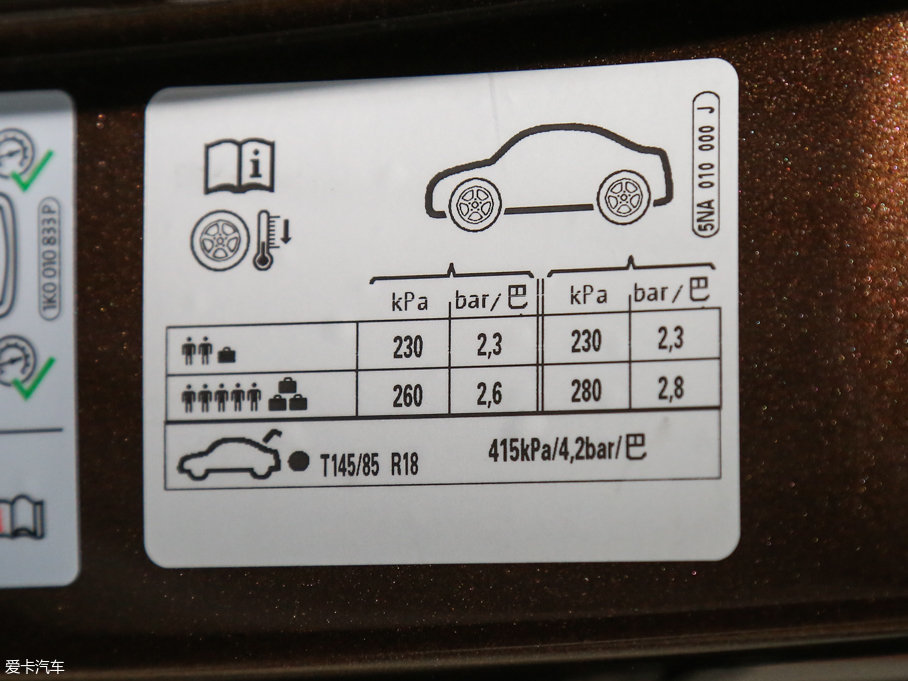 5NA 010 000 J
1K0 010 833P
kPa bar/巴 kPa bar/巴
230 2,3 230 2,3
260 2,6 280 2,8
T145/85 R18 415kPa/4,2bar/巴
爱卡汽车